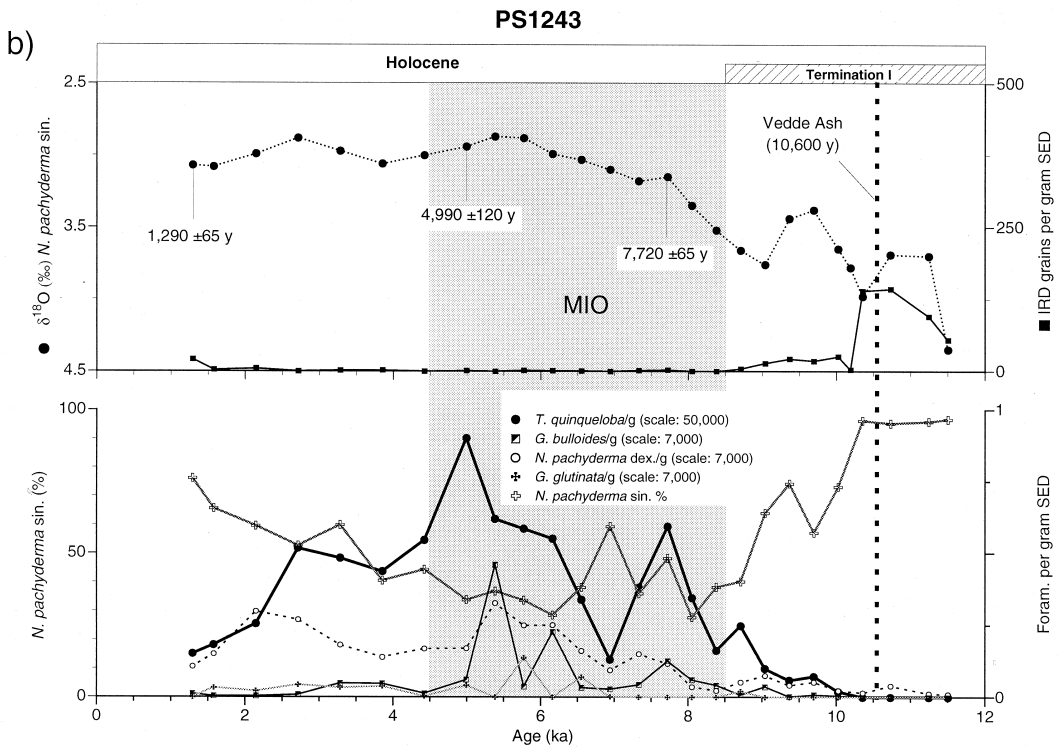 PS1243
b)
Holocene
Termination I
2.5
3.5
4.5
500
250
0
δ18O (‰) N. pachyderma sin.
IRD grains per gram SED
Vedde Ash
(10,600 y)
1,290 ±65 y
4,990 ±120 y
7,720 ±65 y
MIO
100
50
0
1
0
N. pachyderma sin. (%)
Foram. per gram SED
T. quinqueloba/g (scale: 50,000)
G. bulloides/g (scale: 7,000)
N. pachyderma dex./g (scale: 7,000)
G. glutinata/g (scale: 7,000)
N. pachyderma sin. %
0 2 4 6 8 10 12
Age (ka)